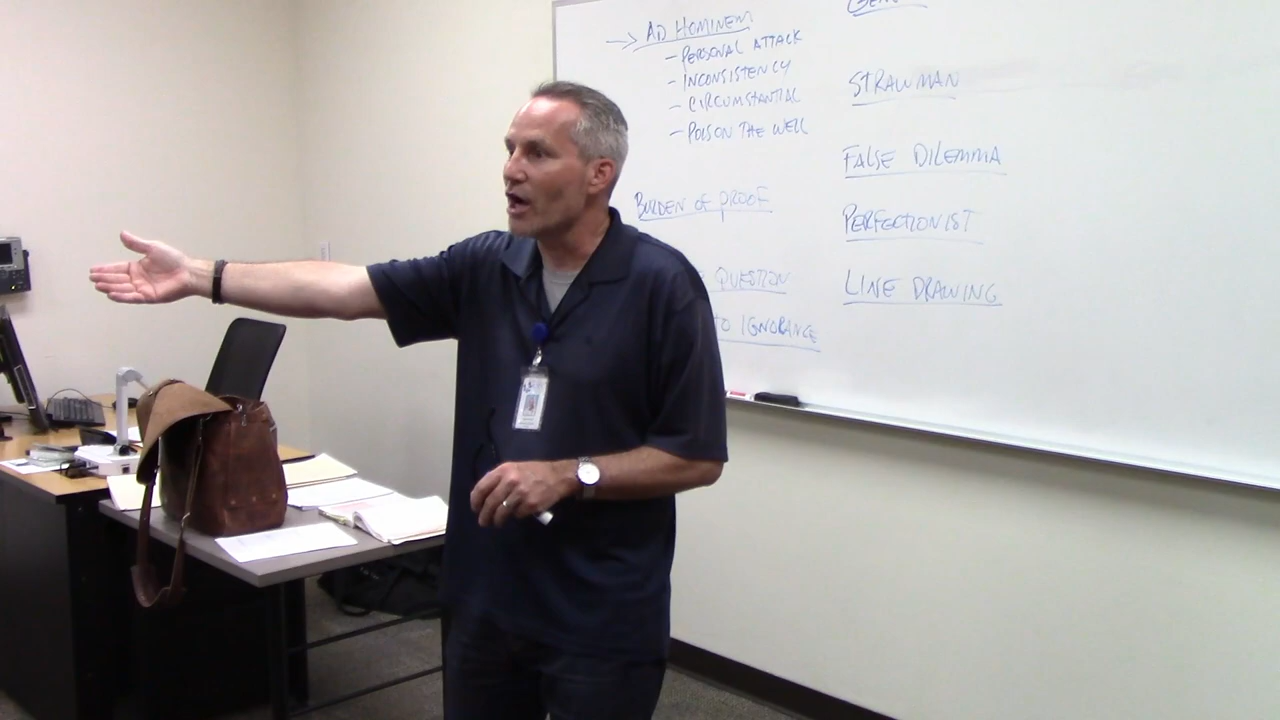 AD HOMINEM
- PERSONAL ATTACK
- INCONSISTENCY
- CIRCUMSTANTIAL
- POISON THE WELL
BURDEN OF PROOF
QUESTION
TO IGNORANCE
STRAWMAN
FALSE DILEMMA
PERFECTIONIST
LINE DRAWING